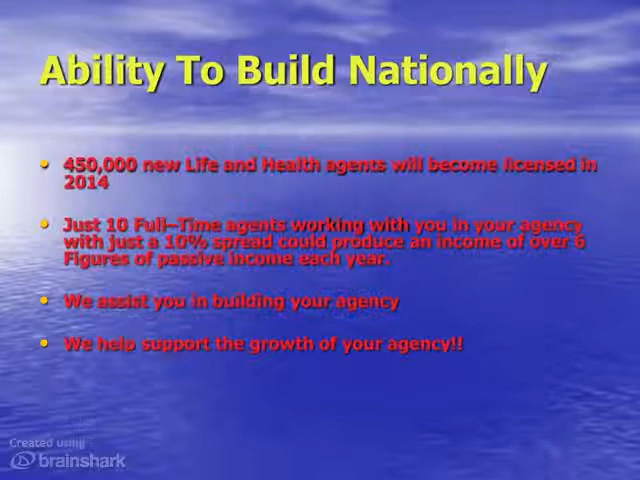 Ability To Build Nationally
• 450,000 new Life and Health agents will become licensed in
2014
• Just 10 Full–Time agents working with you in your agency
with just a 10% spread could produce an income of over 6
Figures of passive income each year.
• We assist you in building your agency
• We help support the growth of your agency!!
Created using
brainshark